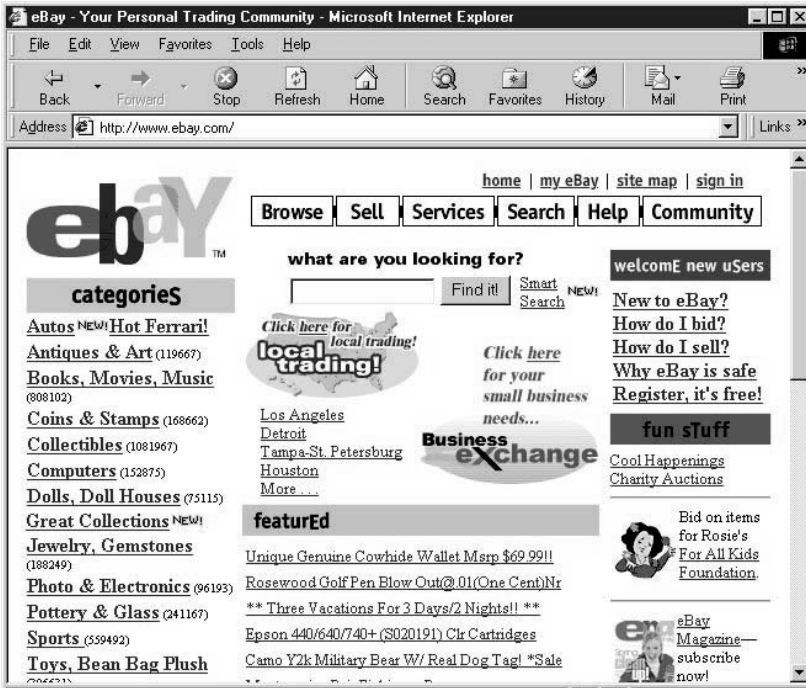 eBay - Your Personal Trading Community - Microsoft Internet Explorer
File Edit View Favorites Tools Help
Back Forward Stop Refresh Home Search Favorites History Mail Print
Address http://www.ebay.com/ Links
home | my eBay | site map | sign in
ebaY™
Browse Sell Services Search Help Community
what are you looking for?
Find it! Smart Search NEW!
categorieS
Autos NEW! Hot Ferrari!
Antiques & Art (119667)
Books, Movies, Music
(808102)
Coins & Stamps (168662)
Collectibles (1081967)
Computers (152875)
Dolls, Doll Houses (75115)
Great Collections NEW!
Jewelry, Gemstones
(188249)
Photo & Electronics (96193)
Pottery & Glass (241167)
Sports (559492)
Toys, Bean Bag Plush
Click here for
local trading!
local
trading!
Los Angeles
Detroit
Tampa-St. Petersburg
Houston
More . . .
Click here
for your
small business
needs...
Business
eXchange
featurEd
Unique Genuine Cowhide Wallet Msrp $69.99!!
Rosewood Golf Pen Blow Out@.01(One Cent)Nr
** Three Vacations For 3 Days/2 Nights!! **
Epson 440/640/740+ (S020191) Clr Cartridges
Camo Y2k Military Bear W/ Real Dog Tag! *Sale
welcomE new uSers
New to eBay?
How do I bid?
How do I sell?
Why eBay is safe
Register, it's free!
fun sTuff
Cool Happenings
Charity Auctions
Bid on items
for Rosie's
For All Kids
Foundation.
eBay
Magazine—
subscribe
now!